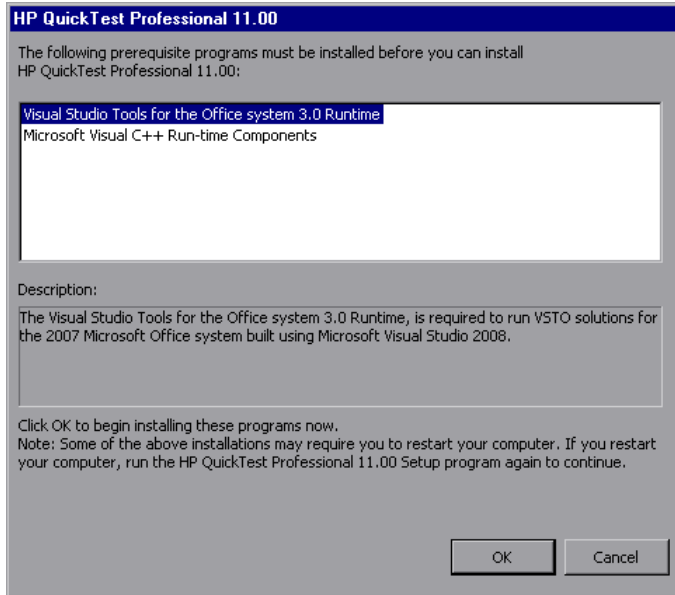 HP QuickTest Professional 11.00
The following prerequisite programs must be installed before you can install
HP QuickTest Professional 11.00:
Visual Studio Tools for the Office system 3.0 Runtime
Microsoft Visual C++ Run-time Components
Description:
The Visual Studio Tools for the Office system 3.0 Runtime, is required to run VSTO solutions for
the 2007 Microsoft Office system built using Microsoft Visual Studio 2008.
Click OK to begin installing these programs now.
Note: Some of the above installations may require you to restart your computer. If you restart
your computer, run the HP QuickTest Professional 11.00 Setup program again to continue.
OK
Cancel